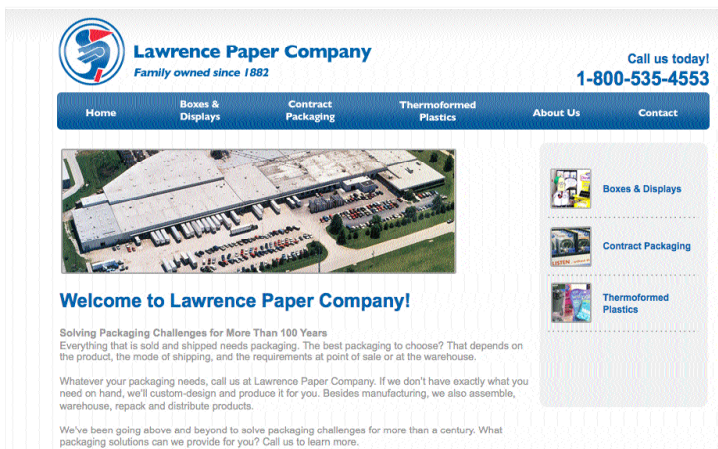 Lawrence Paper Company
Family owned since 1882
Call us today!
1-800-535-4553
Home
Boxes &
Displays
Contract
Packaging
Thermoformed
Plastics
About Us
Contact
Boxes & Displays
Contract Packaging
LISTEN
Thermoformed
Plastics
Welcome to Lawrence Paper Company!
Solving Packaging Challenges for More Than 100 Years
Everything that is sold and shipped needs packaging. The best packaging to choose? That depends on
the product, the mode of shipping, and the requirements at point of sale or at the warehouse.
Whatever your packaging needs, call us at Lawrence Paper Company. If we don't have exactly what you
need on hand, we'll custom-design and produce it for you. Besides manufacturing, we also assemble,
warehouse, repack and distribute products.
We've been going above and beyond to solve packaging challenges for more than a century. What
packaging solutions can we provide for you? Call us to learn more.